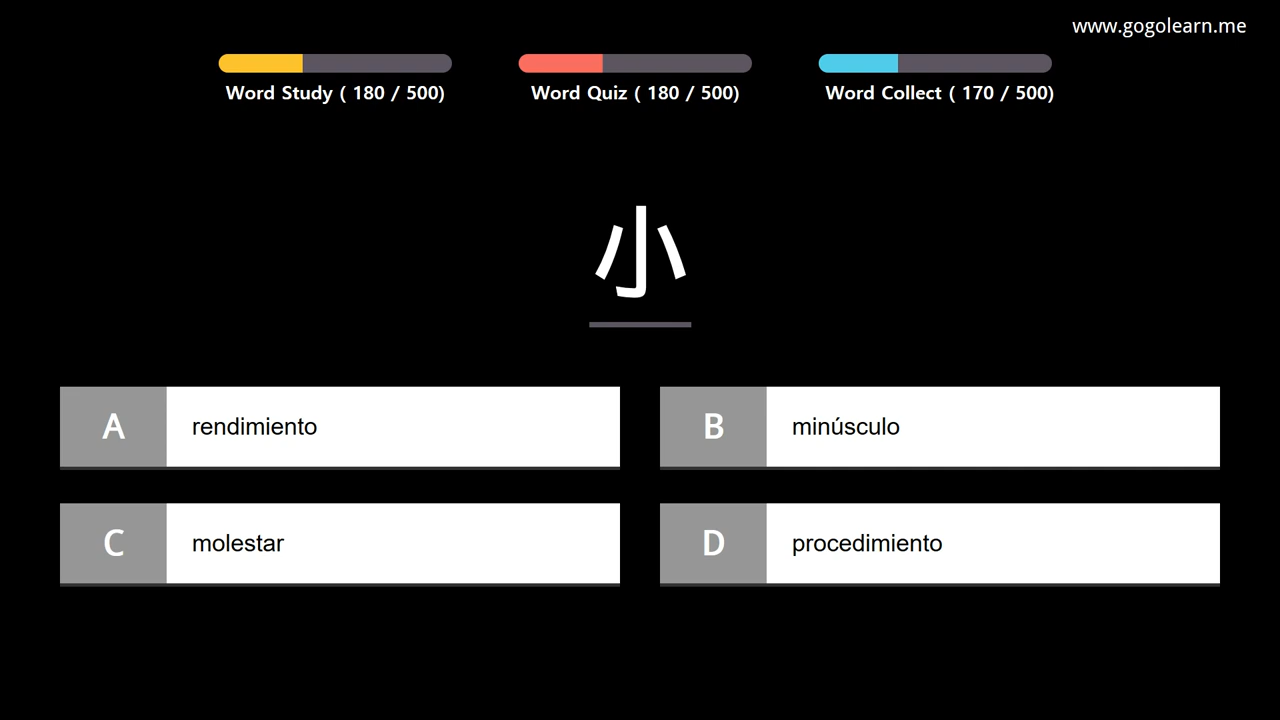 www.gogolearn.me
Word Study ( 180 / 500)
Word Quiz ( 180 / 500)
Word Collect ( 170 / 500)
小
A rendimiento
B minúsculo
C molestar
D procedimiento